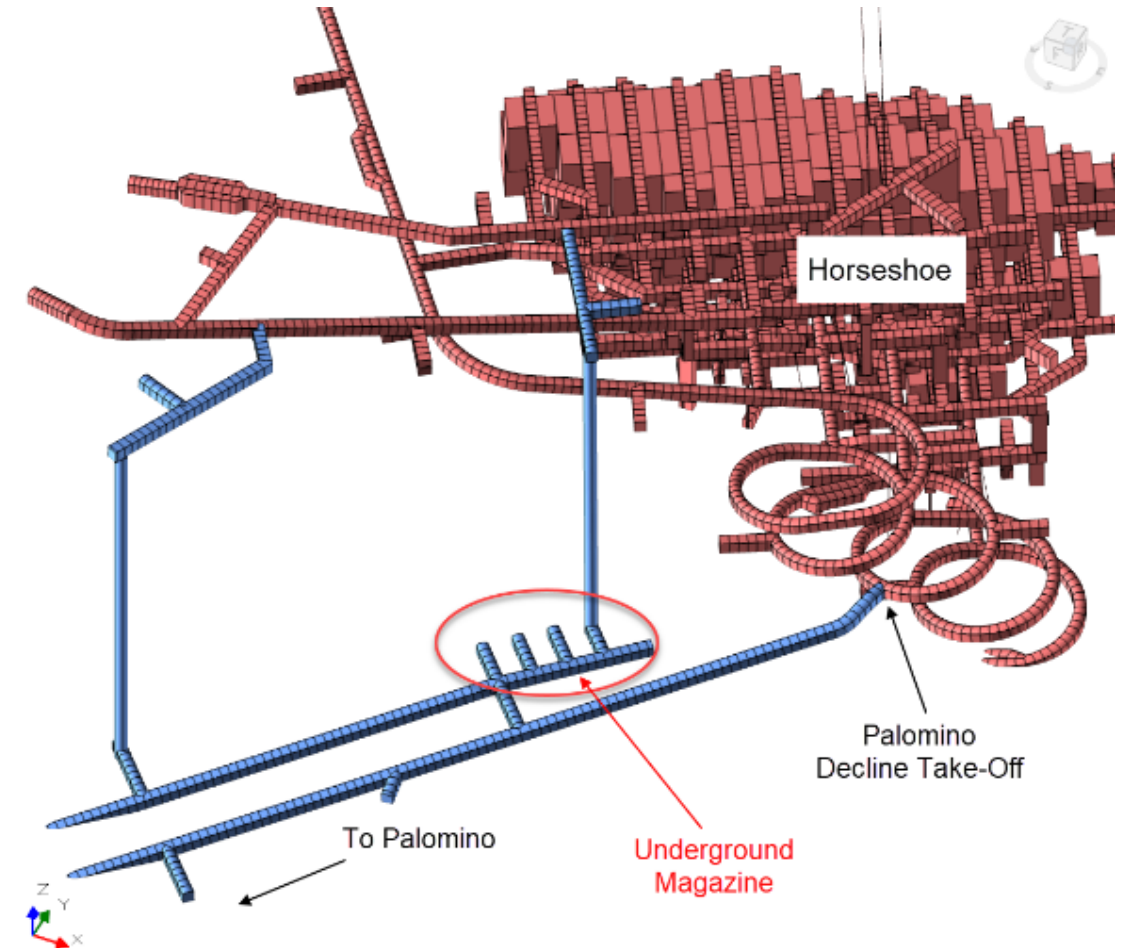 Horseshoe
Palomino
Decline Take-Off
To Palomino
Underground
Magazine
Z
Y
X